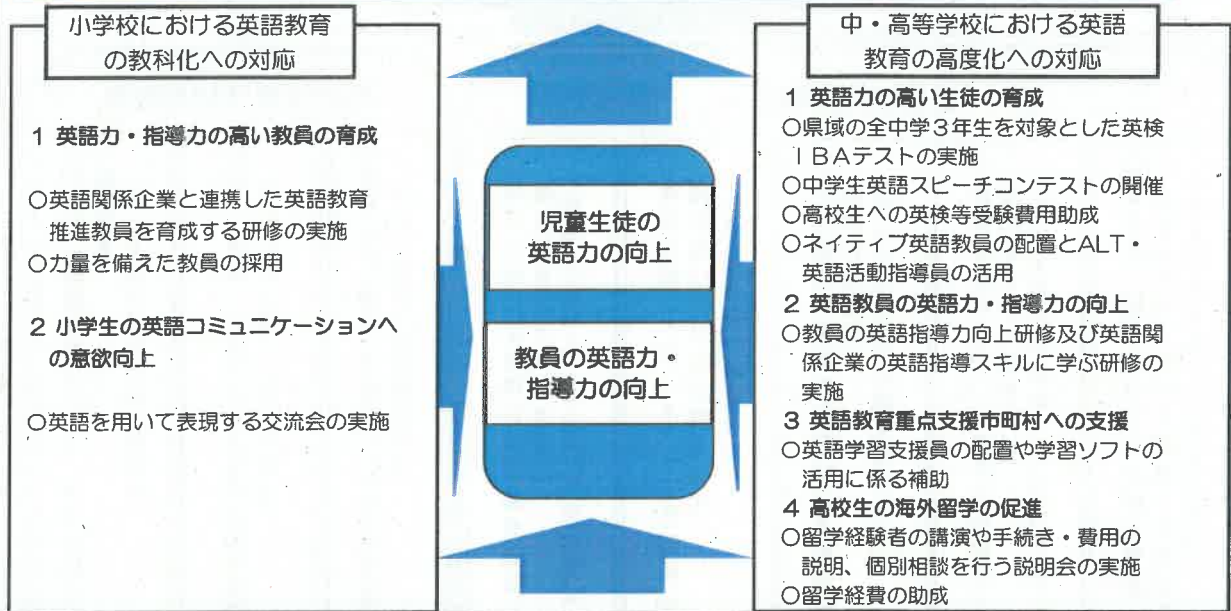 小学校における英語教育
の教科化への対応
1 英語力・指導力の高い教員の育成
○英語関係企業と連携した英語教育
推進教員を育成する研修の実施
○力量を備えた教員の採用
2 小学生の英語コミュニケーションへ
の意欲向上
○英語を用いて表現する交流会の実施
児童生徒の
英語力の向上
教員の英語力・
指導力の向上
中・高等学校における英語
教育の高度化への対応
1 英語力の高い生徒の育成
○県域の全中学3年生を対象とした英検
IBAテストの実施
○中学生英語スピーチコンテストの開催
○高校生への英検等受験費用助成
○ネイティブ英語教員の配置とALT・
英語活動指導員の活用
2 英語教員の英語力・指導力の向上
○教員の英語指導力向上研修及び英語関
係企業の英語指導スキルに学ぶ研修の
実施
3 英語教育重点支援市町村への支援
○英語学習支援員の配置や学習ソフトの
活用に係る補助
4 高校生の海外留学の促進
○留学経験者の講演や手続き・費用の
説明、個別相談を行う説明会の実施
○留学経費の助成